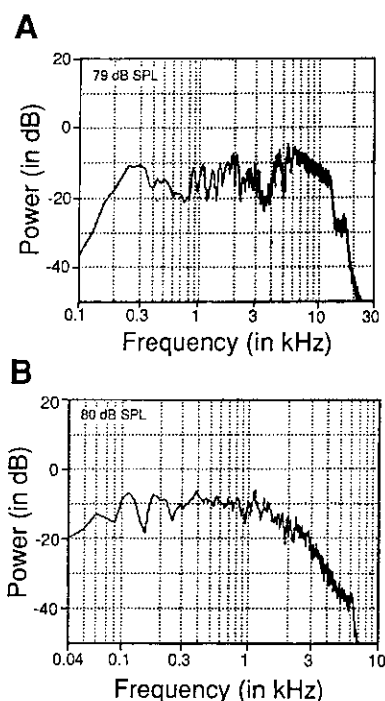 A
79 dB SPL
Power (in dB)
20
0
-20
-40
0.1 0.3 1 3 10 30
Frequency (in kHz)
B
80 dB SPL
Power (in dB)
20
0
-20
-40
0.04 0.1 0.3 1 3 10
Frequency (in kHz)